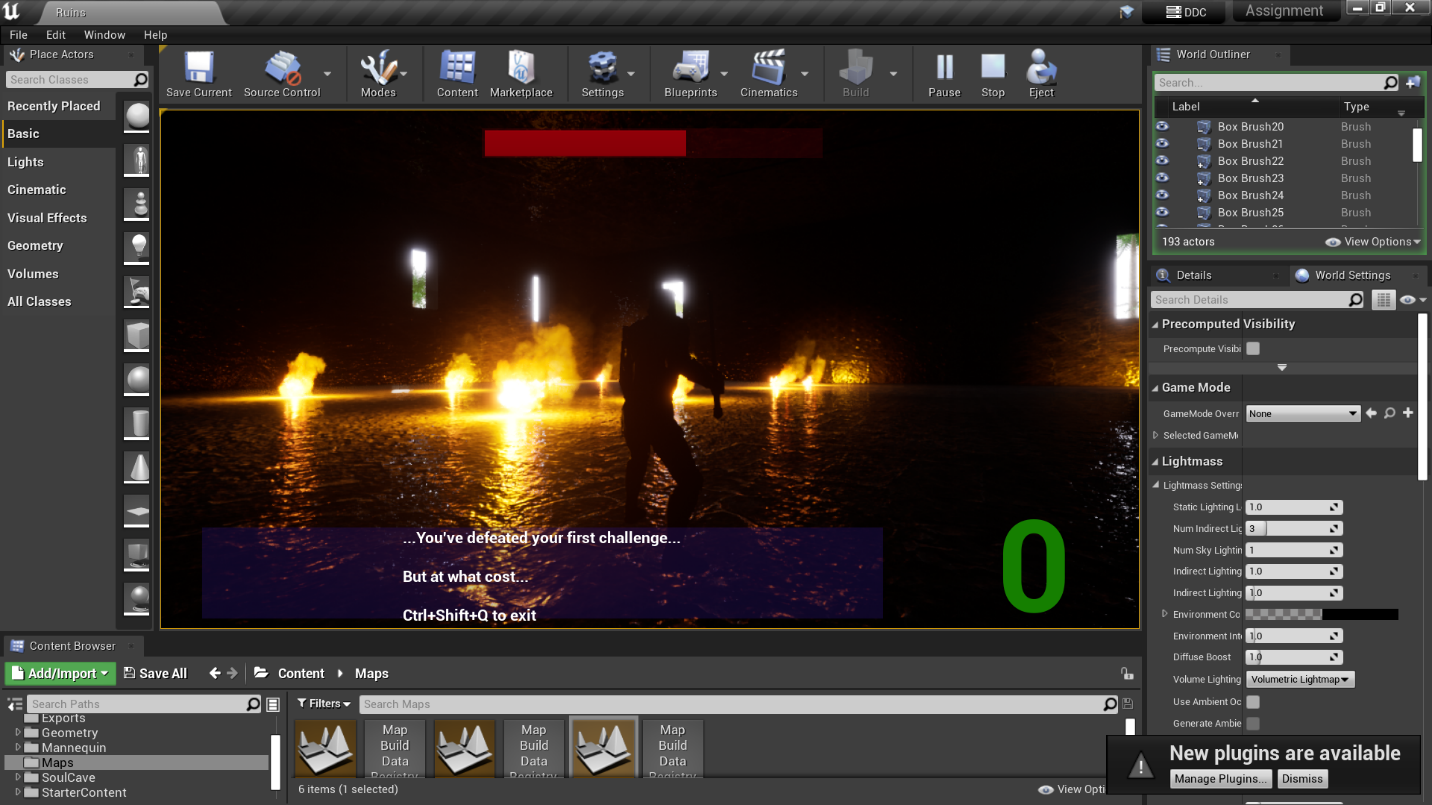 Ruins
DDC
Assignment
File Edit Window Help
Place Actors
Search Classes
Recently Placed
Basic
Lights
Cinematic
Visual Effects
Geometry
Volumes
All Classes
Save Current
Source Control
Modes
Content
Marketplace
Settings
Blueprints
Cinematics
Build
Pause
Stop
Eject
...You've defeated your first challenge...
But at what cost...
Ctrl+Shift+Q to exit
0
World Outliner
Search...
Label Type
Box Brush20 Brush
Box Brush21 Brush
Box Brush22 Brush
Box Brush23 Brush
Box Brush24 Brush
Box Brush25 Brush
193 actors
View Options
Details
World Settings
Search Details
Precomputed Visibility
Precompute Visibi
Game Mode
GameMode Overr None
Selected GameMo
Lightmass
Lightmass Settings
Static Lighting L 1.0
Num Indirect Lig 3
Num Sky Lightin 1
Indirect Lighting 1.0
Indirect Lighting 1.0
Environment Co
Environment Inte 1.0
Diffuse Boost 1.0
Volume Lighting Volumetric Lightmap
Use Ambient Oc
Generate Ambie
Content Browser
Add/Import
Save All
Content
Maps
Search Paths
Exports
Geometry
Mannequin
Maps
SoulCave
StarterContent
Filters
Search Maps
Map
Build
Data
Registry
Map
Build
Data
Registry
Map
Build
Data
Registry
6 items (1 selected)
View Opti
New plugins are available
Manage Plugins...
Dismiss